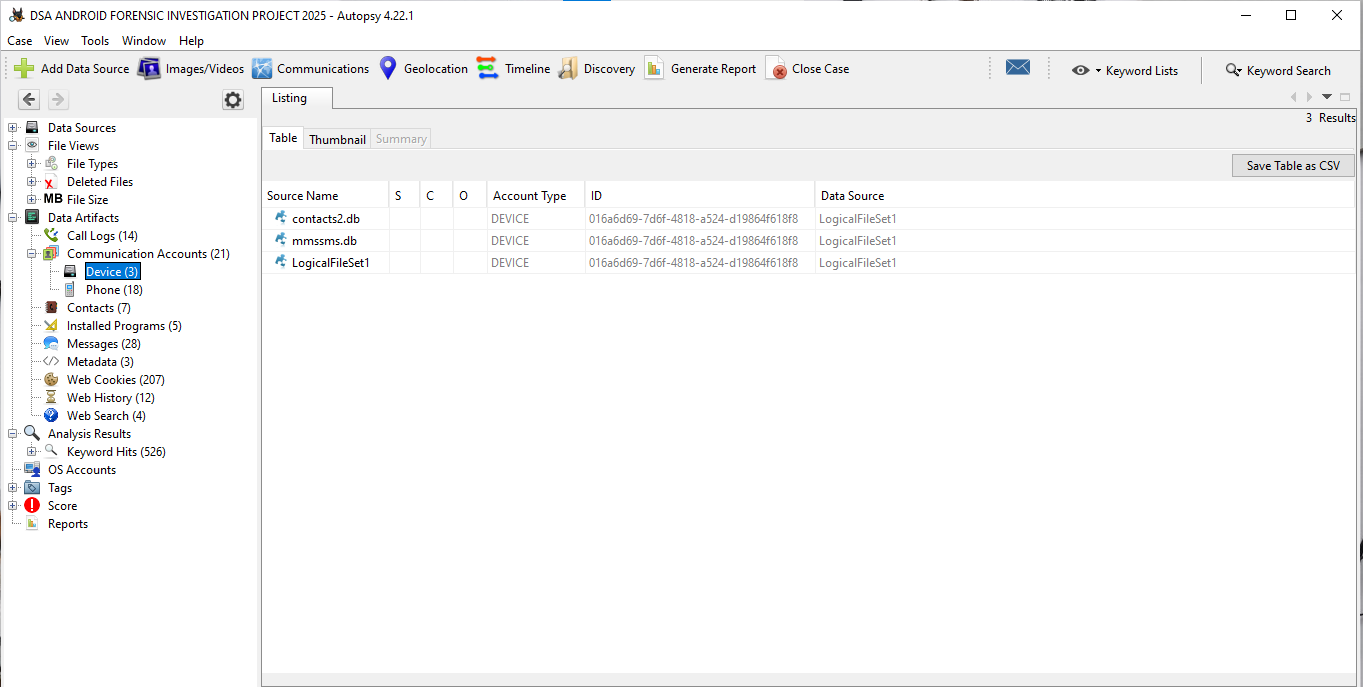 DSA ANDROID FORENSIC INVESTIGATION PROJECT 2025 - Autopsy 4.22.1
Case View Tools Window Help
Add Data Source Images/Videos Communications Geolocation Timeline Discovery Generate Report Close Case Keyword Lists Keyword Search
Data Sources
File Views
File Types
Deleted Files
MB File Size
Data Artifacts
Call Logs (14)
Communication Accounts (21)
Device (3)
Phone (18)
Contacts (7)
Installed Programs (5)
Messages (28)
Metadata (3)
Web Cookies (207)
Web History (12)
Web Search (4)
Analysis Results
Keyword Hits (526)
OS Accounts
Tags
Score
Reports
Listing
3 Results
Table Thumbnail Summary
Save Table as CSV
Source Name S C O Account Type ID Data Source
contacts2.db DEVICE 016a6d69-7d6f-4818-a524-d19864f618f8 LogicalFileSet1
mmssms.db DEVICE 016a6d69-7d6f-4818-a524-d19864f618f8 LogicalFileSet1
LogicalFileSet1 DEVICE 016a6d69-7d6f-4818-a524-d19864f618f8 LogicalFileSet1